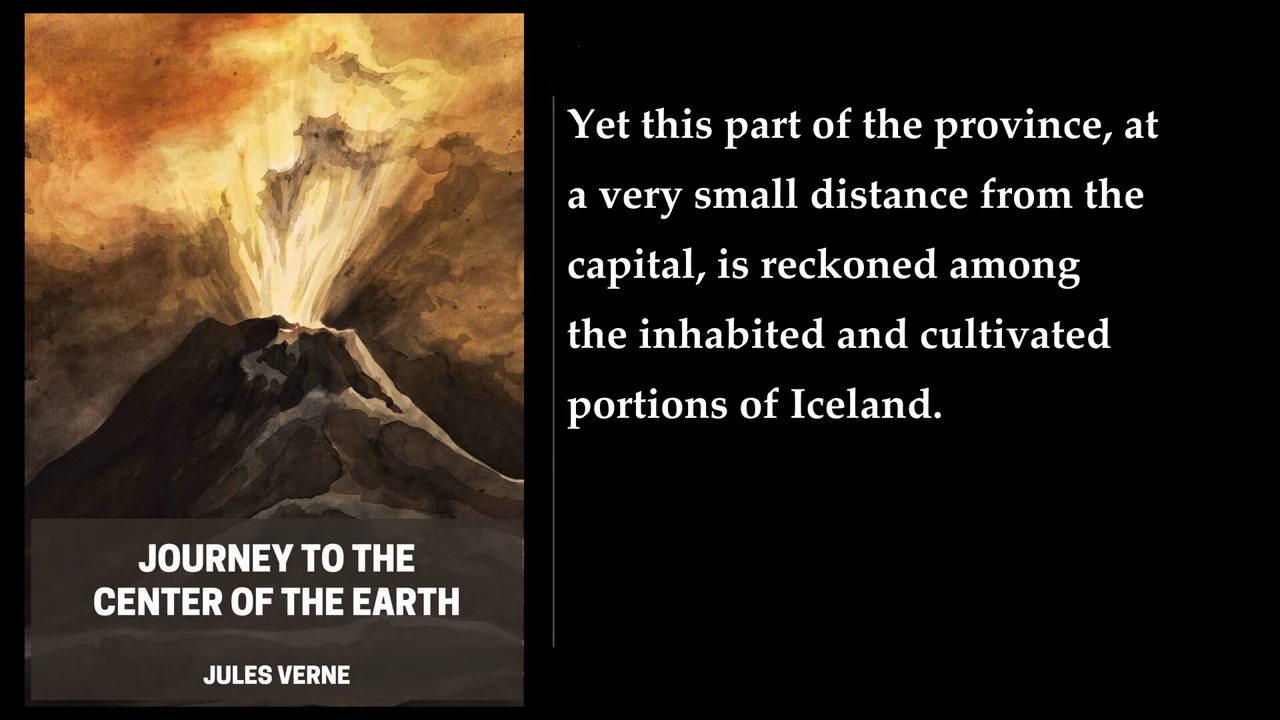 JOURNEY TO THE
CENTER OF THE EARTH
JULES VERNE
Yet this part of the province, at
a very small distance from the
capital, is reckoned among
the inhabited and cultivated
portions of Iceland.